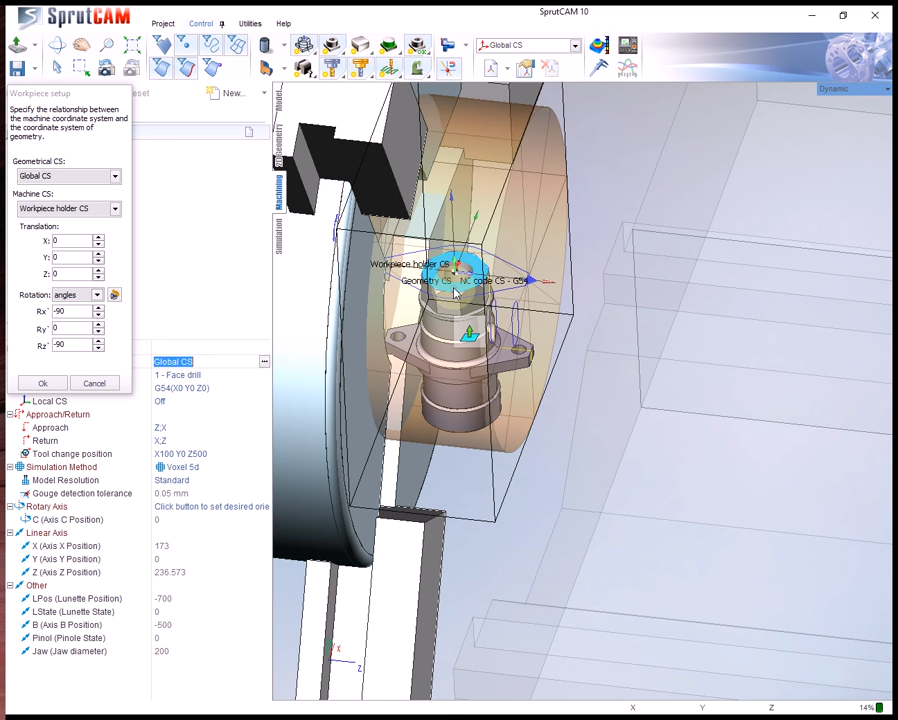 SprutCAM
Project
Control
Utilities
Help
SprutCAM 10
Global CS
Workpiece setup
eset
New...
Dynamic
Specify the relationship between
the machine coordinate system and
the coordinate system of
geometry.
Geometrical CS:
Global CS
Machine CS:
Workpiece holder CS
Translation:
X: 0
Y: 0
Z: 0
Rotation: angles
Rx` -90
Ry` 0
Rz` -90
Ok
Cancel
Model
2D Geometry
Machining
Simulation
Workpiece holder CS
Geometry CS
NC code CS - G54
Global CS
1 - Face drill
G54(X0 Y0 Z0)
Local CS Off
Approach/Return
Approach Z;X
Return X;Z
Tool change position X100 Y0 Z500
Simulation Method Voxel 5d
Model Resolution Standard
Gouge detection tolerance 0.05 mm
Rotary Axis Click button to set desired orie
C (Axis C Position) 0
Linear Axis
X (Axis X Position) 173
Y (Axis Y Position) 0
Z (Axis Z Position) 236.573
Other
LPos (Lunette Position) -700
LState (Lunette State) 0
B (Axis B Position) -500
Pinol (Pinole State) 0
Jaw (Jaw diameter) 200
Y X
Z
X Y Z 14%